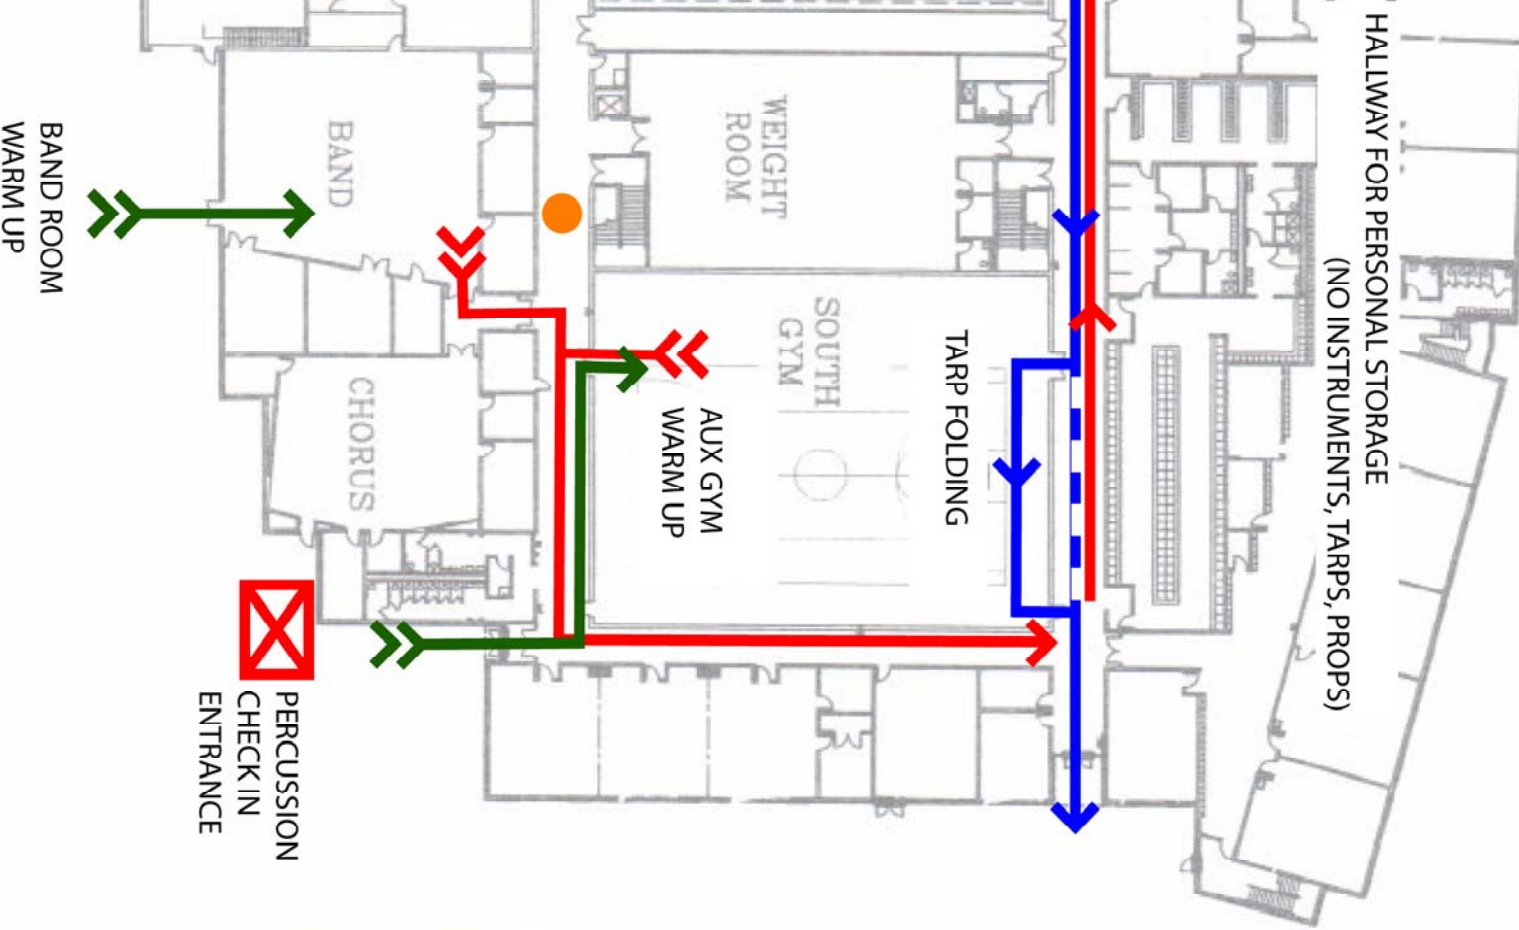 HALLWAY FOR PERSONAL STORAGE
(NO INSTRUMENTS, TARPS, PROPS)
WEIGHT
ROOM
SOUTH
GYM
TARP FOLDING
AUX GYM
WARM UP
BAND
CHORUS
BAND ROOM
WARM UP
PERCUSSION
CHECK IN
ENTRANCE